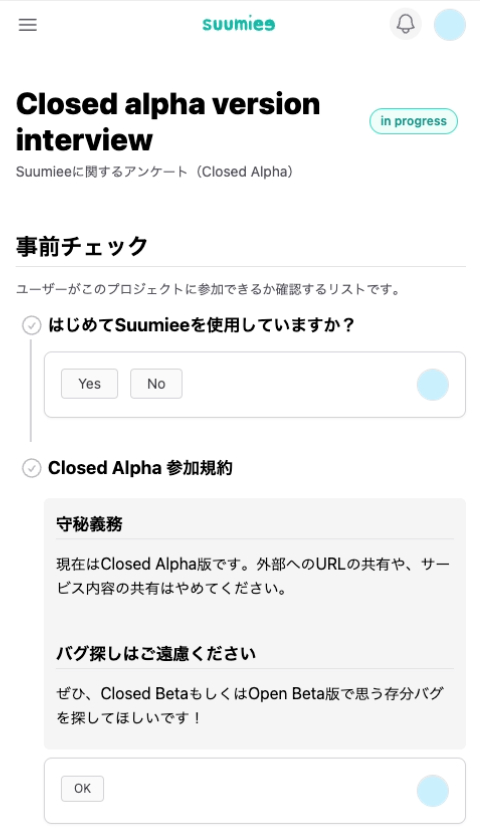 suumiee
Closed alpha version
interview
in progress
Suumieeに関するアンケート（Closed Alpha）
事前チェック
ユーザーがこのプロジェクトに参加できるか確認するリストです。
はじめてSuumieeを使用していますか？
Yes
No
Closed Alpha 参加規約
守秘義務
現在はClosed Alpha版です。外部へのURLの共有や、サー
ビス内容の共有はやめてください。
バグ探しはご遠慮ください
ぜひ、Closed BetaもしくはOpen Beta版で思う存分バグ
を探してほしいです！
OK